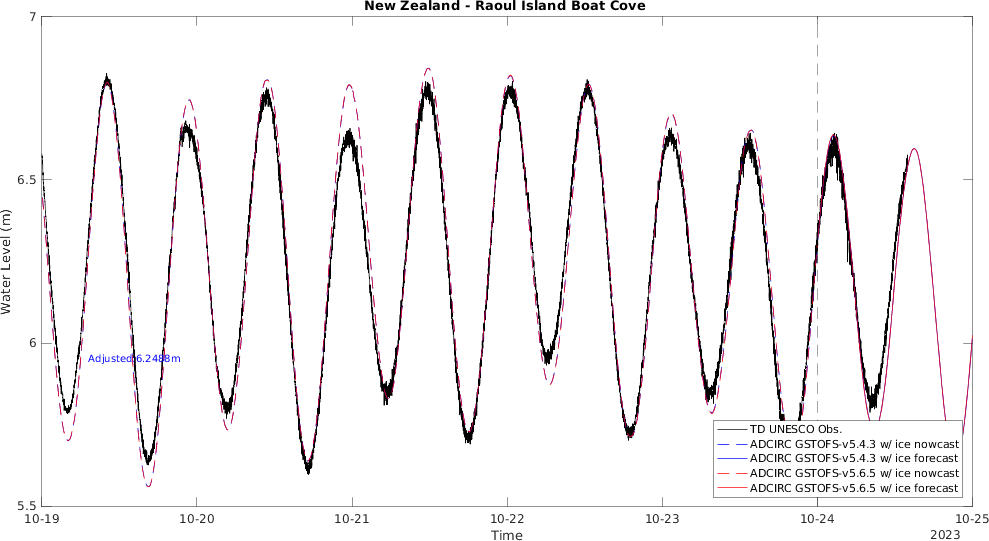 New Zealand - Raoul Island Boat Cove
7
6.5
6
5.5
Water Level (m)
Adjusted 6.2488m
TD UNESCO Obs.
ADCIRC GSTOFS-v5.4.3 w/ ice nowcast
ADCIRC GSTOFS-v5.4.3 w/ ice forecast
ADCIRC GSTOFS-v5.6.5 w/ ice nowcast
ADCIRC GSTOFS-v5.6.5 w/ ice forecast
10-19 10-20 10-21 10-22 10-23 10-24 10-25
Time
2023